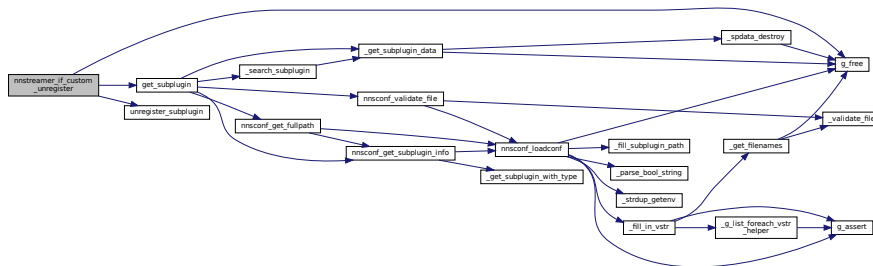 nnstreamer_if_custom
_unregister
get_subplugin
unregister_subplugin
_search_subplugin
_get_subplugin_data
nnsconf_validate_file
nnsconf_get_fullpath
nnsconf_get_subplugin_info
nnsconf_loadconf
_get_subplugin_with_type
_spdata_destroy
g_free
_fill_subplugin_path
_parse_bool_string
_strdup_getenv
_fill_in_vstr
_get_filenames
_validate_file
_g_list_foreach_vstr
_helper
g_assert